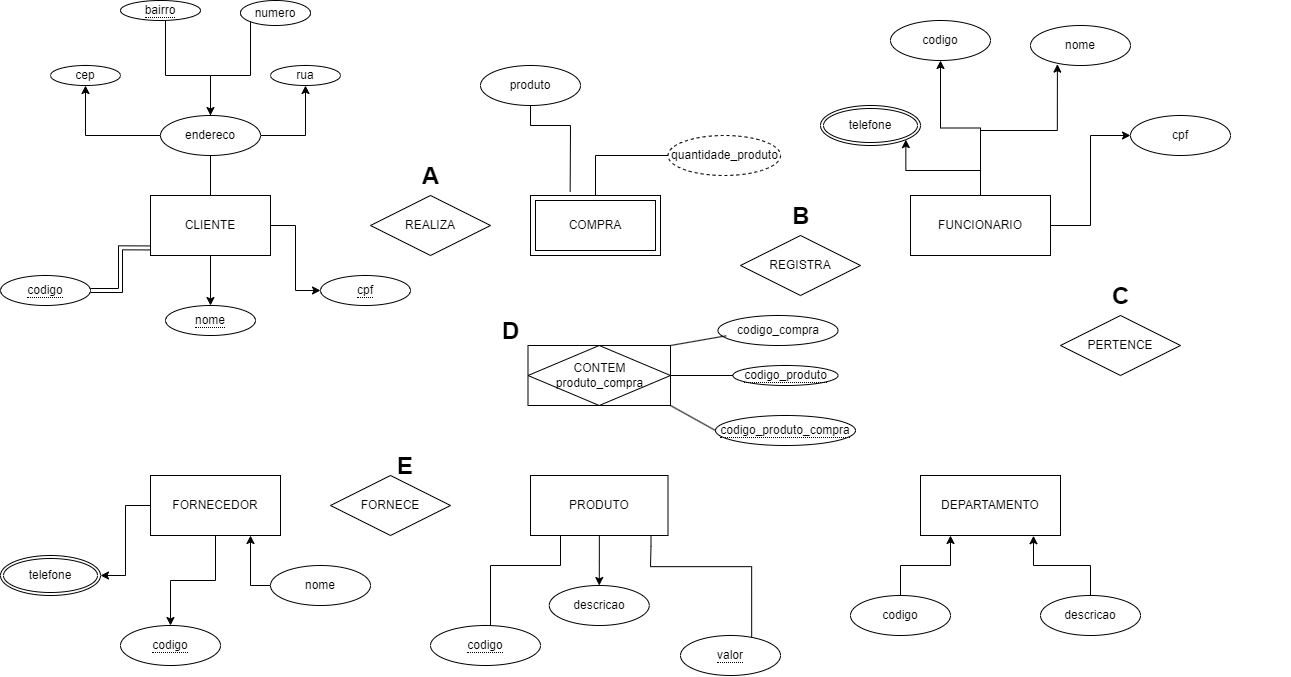 bairro
numero
cep
rua
endereco
CLIENTE
codigo
nome
cpf
A
REALIZA
produto
quantidade_produto
COMPRA
B
REGISTRA
codigo
nome
telefone
cpf
FUNCIONARIO
C
PERTENCE
D
CONTEM
produto_compra
codigo_compra
codigo_produto
codigo_produto_compra
FORNECEDOR
telefone
nome
codigo
E
FORNECE
PRODUTO
descricao
codigo
valor
DEPARTAMENTO
codigo
descricao